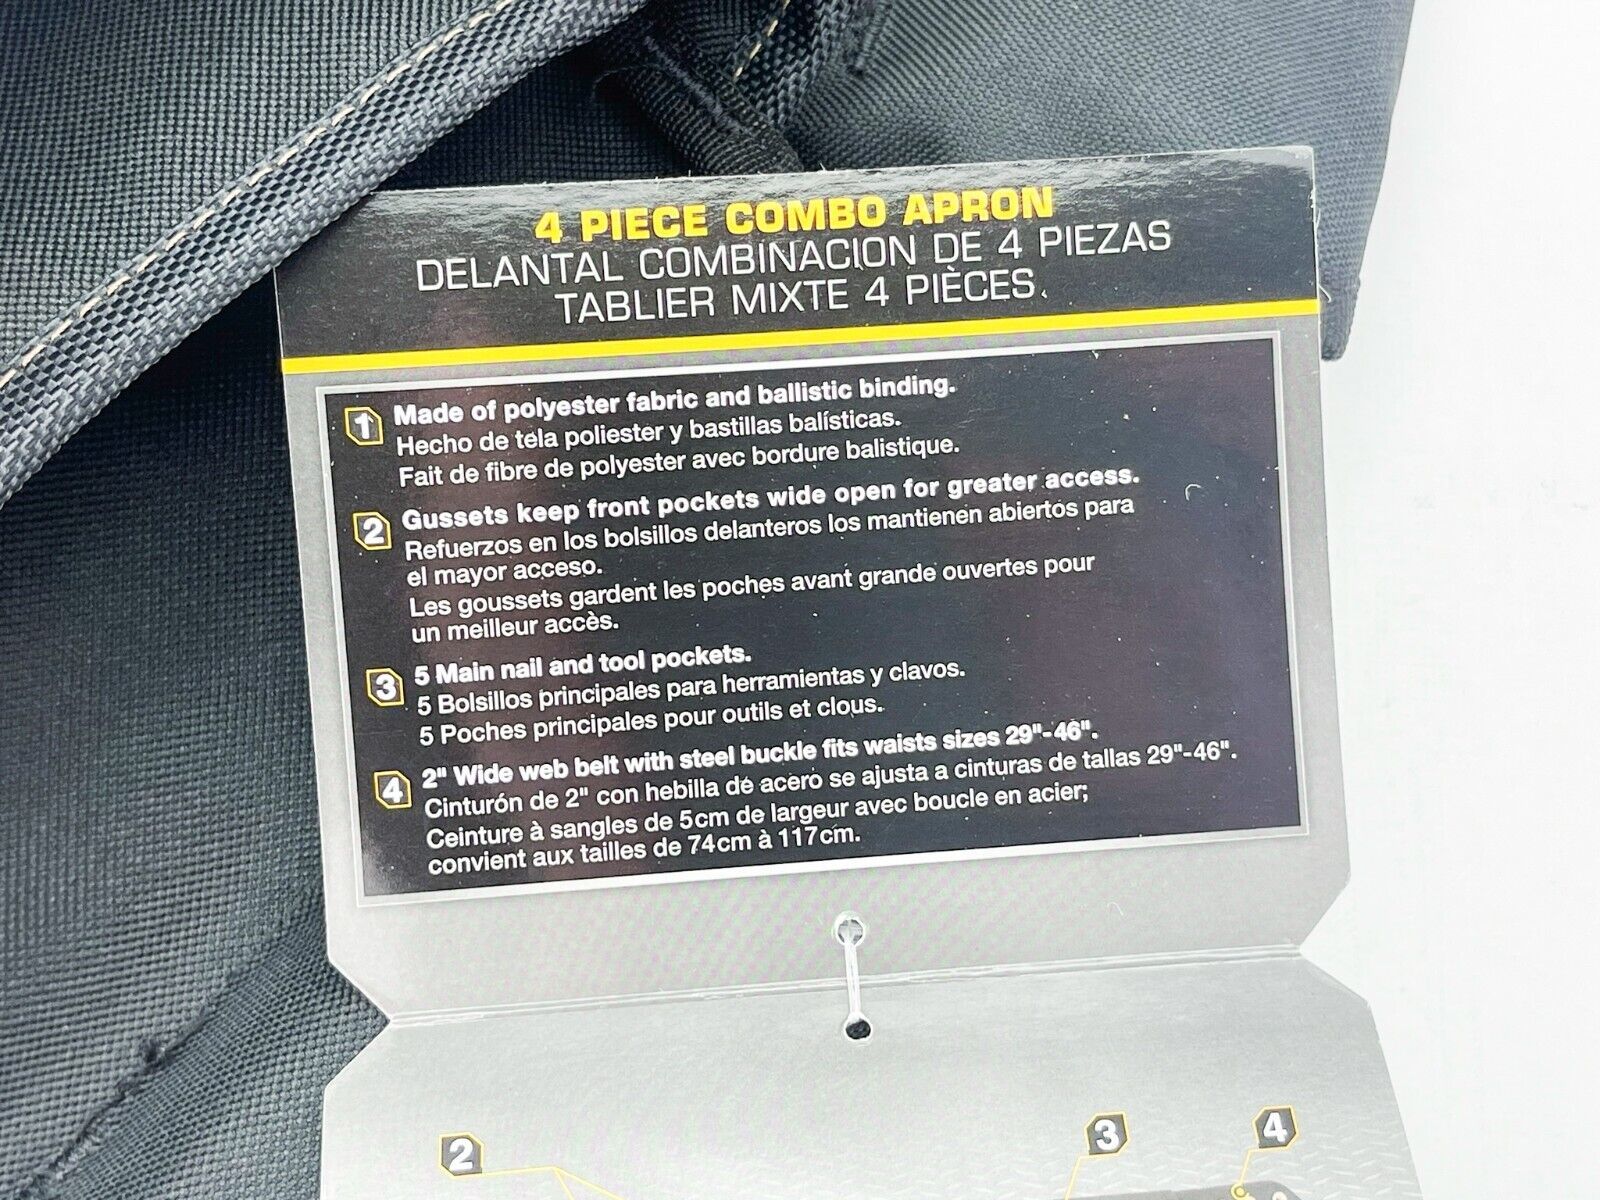 4 PIECE COMBO APRON
DELANTAL COMBINACION DE 4 PIEZAS
TABLIER MIXTE 4 PIÈCES.
1 Made of polyester fabric and ballistic binding.
Hecho de tela poliester y bastillas balísticas.
Fait de fibre de polyester avec bordure balistique.
2 Gussets keep front pockets wide open for greater access.
Refuerzos en los bolsillos delanteros los mantienen abiertos para
el mayor acceso.
Les goussets gardent les poches avant grande ouvertes pour
un meilleur accès.
3 5 Main nail and tool pockets.
5 Bolsillos principales para herramientas y clavos.
5 Poches principales pour outils et clous.
4 2" Wide web belt with steel buckle fits waists sizes 29"-46".
Cinturón de 2" con hebilla de acero se ajusta a cinturas de tallas 29"-46".
Ceinture à sangles de 5cm de largeur avec boucle en acier;
convient aux tailles de 74cm à 117cm.
2 3 4